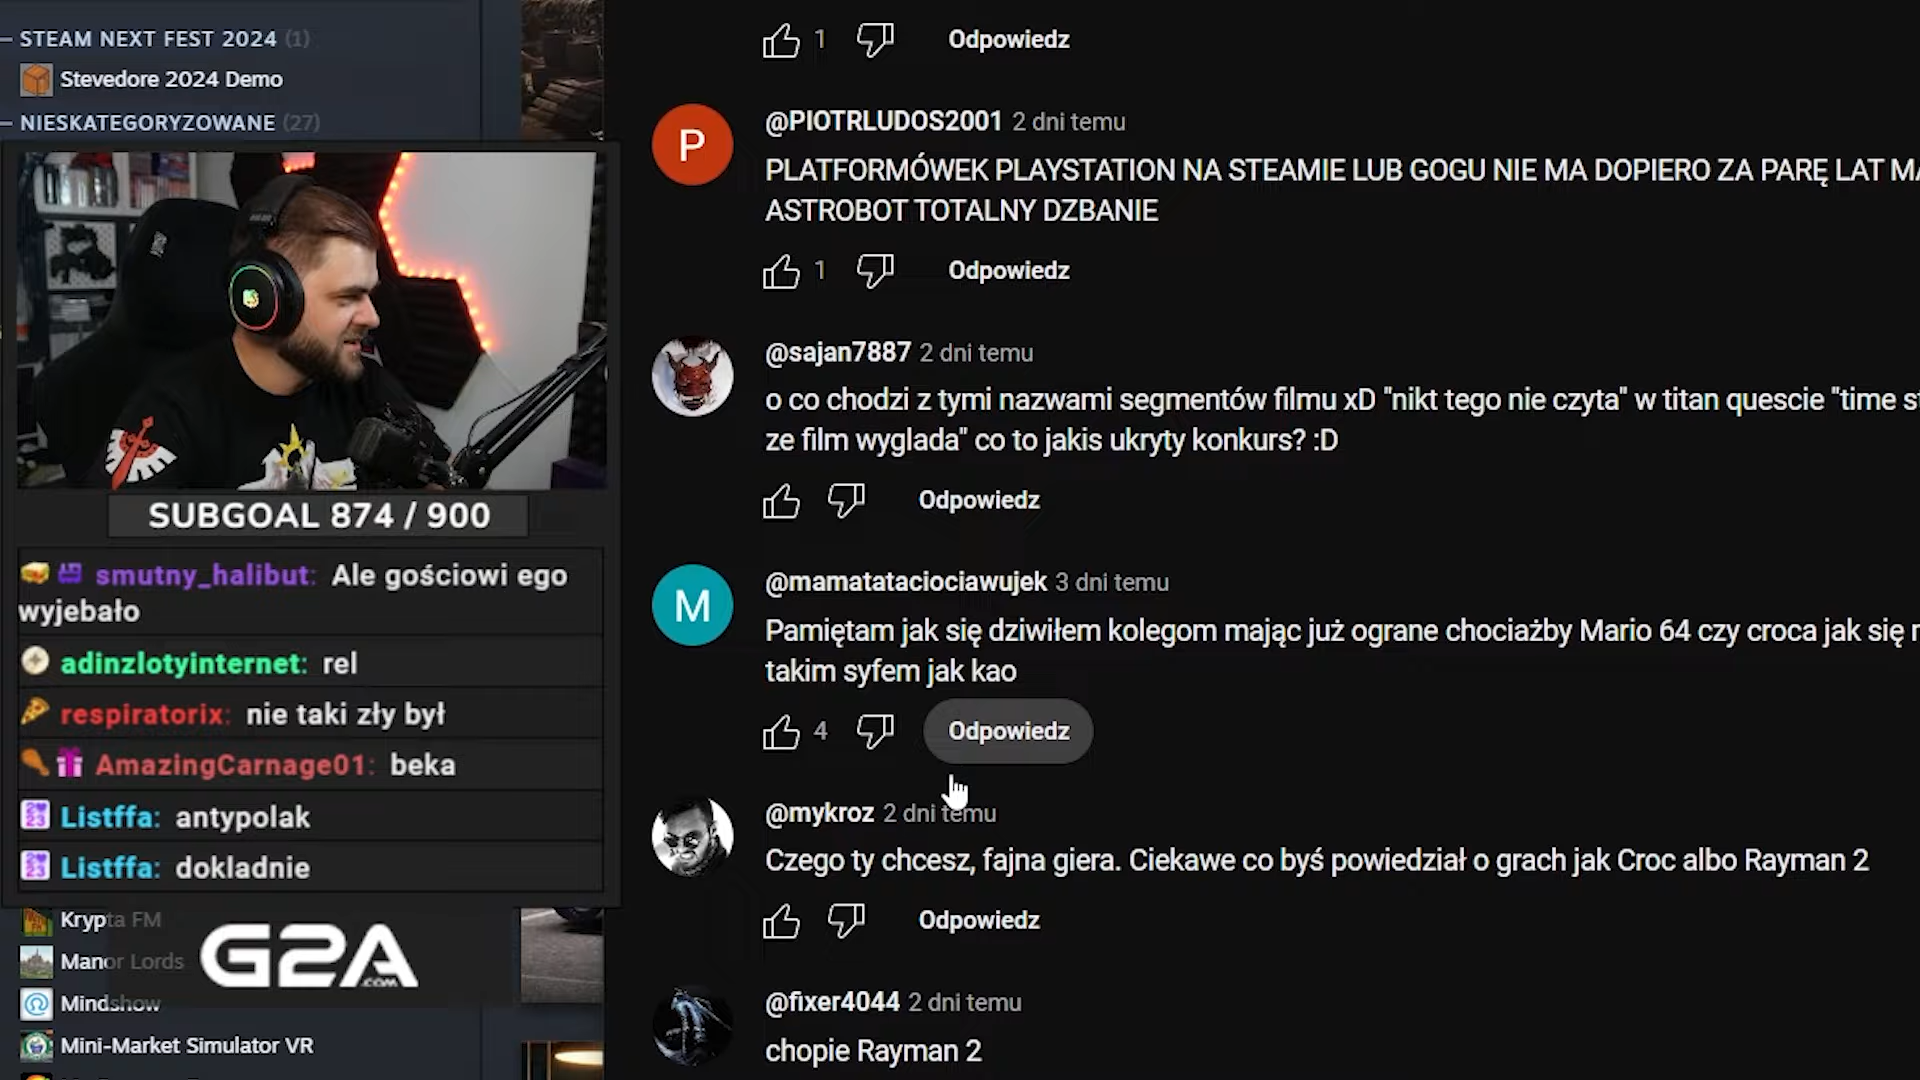 STEAM NEXT FEST 2024 (1)
Stevedore 2024 Demo
NIESKATEGORYZOWANE (27)
SUBGOAL 874 / 900
smutny_halibut: Ale gościowi ego
wyjebało
adinzlotyinternet: rel
respiratorix: nie taki zły był
AmazingCarnage01: beka
Listffa: antypolak
Listffa: dokladnie
Krypta FM
Manor Lords
G2A.COM
Mindshow
Mini-Market Simulator VR
1 Odpowiedz
P
@PIOTRLUDOS2001 2 dni temu
PLATFORMÓWEK PLAYSTATION NA STEAMIE LUB GOGU NIE MA DOPIERO ZA PARĘ LAT MA
ASTROBOT TOTALNY DZBANIE
1 Odpowiedz
@sajan7887 2 dni temu
o co chodzi z tymi nazwami segmentów filmu xD "nikt tego nie czyta" w titan quescie "time st
ze film wyglada" co to jakis ukryty konkurs? :D
Odpowiedz
M
@mamatataciociawujek 3 dni temu
Pamiętam jak się dziwiłem kolegom mając już ograne chociażby Mario 64 czy croca jak się
takim syfem jak kao
4 Odpowiedz
@mykroz 2 dni temu
Czego ty chcesz, fajna giera. Ciekawe co byś powiedział o grach jak Croc albo Rayman 2
Odpowiedz
@fixer4044 2 dni temu
chopie Rayman 2